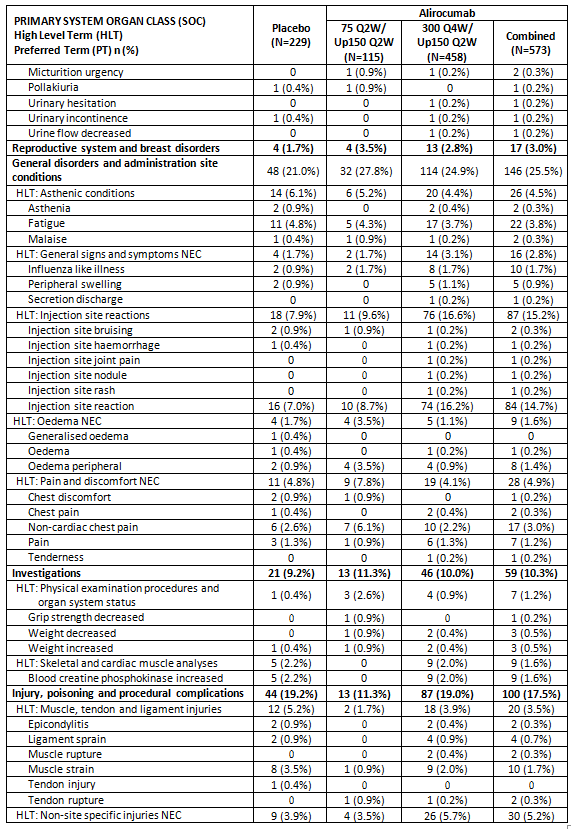 PRIMARY SYSTEM ORGAN CLASS (SOC)
High Level Term (HLT)
Preferred Term (PT) n (%)
Placebo
(N=229)
Alirocumab
75 Q2W/
Up150 Q2W
(N=115)
300 Q4W/
Up150 Q2W
(N=458)
Combined
(N=573)
Micturition urgency 0 1 (0.9%) 1 (0.2%) 2 (0.3%)
Pollakiuria 1 (0.4%) 1 (0.9%) 0 1 (0.2%)
Urinary hesitation 0 0 1 (0.2%) 1 (0.2%)
Urinary incontinence 1 (0.4%) 0 1 (0.2%) 1 (0.2%)
Urine flow decreased 0 0 1 (0.2%) 1 (0.2%)
Reproductive system and breast disorders 4 (1.7%) 4 (3.5%) 13 (2.8%) 17 (3.0%)
General disorders and administration site
conditions 48 (21.0%) 32 (27.8%) 114 (24.9%) 146 (25.5%)
HLT: Asthenic conditions 14 (6.1%) 6 (5.2%) 20 (4.4%) 26 (4.5%)
Asthenia 2 (0.9%) 0 2 (0.4%) 2 (0.3%)
Fatigue 11 (4.8%) 5 (4.3%) 17 (3.7%) 22 (3.8%)
Malaise 1 (0.4%) 1 (0.9%) 1 (0.2%) 2 (0.3%)
HLT: General signs and symptoms NEC 4 (1.7%) 2 (1.7%) 14 (3.1%) 16 (2.8%)
Influenza like illness 2 (0.9%) 2 (1.7%) 8 (1.7%) 10 (1.7%)
Peripheral swelling 2 (0.9%) 0 5 (1.1%) 5 (0.9%)
Secretion discharge 0 0 1 (0.2%) 1 (0.2%)
HLT: Injection site reactions 18 (7.9%) 11 (9.6%) 76 (16.6%) 87 (15.2%)
Injection site bruising 2 (0.9%) 1 (0.9%) 1 (0.2%) 2 (0.3%)
Injection site haemorrhage 1 (0.4%) 0 1 (0.2%) 1 (0.2%)
Injection site joint pain 0 0 1 (0.2%) 1 (0.2%)
Injection site nodule 0 0 1 (0.2%) 1 (0.2%)
Injection site rash 0 0 1 (0.2%) 1 (0.2%)
Injection site reaction 16 (7.0%) 10 (8.7%) 74 (16.2%) 84 (14.7%)
HLT: Oedema NEC 4 (1.7%) 4 (3.5%) 5 (1.1%) 9 (1.6%)
Generalised oedema 1 (0.4%) 0 0 0
Oedema 1 (0.4%) 0 1 (0.2%) 1 (0.2%)
Oedema peripheral 2 (0.9%) 4 (3.5%) 4 (0.9%) 8 (1.4%)
HLT: Pain and discomfort NEC 11 (4.8%) 9 (7.8%) 19 (4.1%) 28 (4.9%)
Chest discomfort 2 (0.9%) 1 (0.9%) 0 1 (0.2%)
Chest pain 1 (0.4%) 0 2 (0.4%) 2 (0.3%)
Non-cardiac chest pain 6 (2.6%) 7 (6.1%) 10 (2.2%) 17 (3.0%)
Pain 3 (1.3%) 1 (0.9%) 6 (1.3%) 7 (1.2%)
Tenderness 0 0 1 (0.2%) 1 (0.2%)
Investigations 21 (9.2%) 13 (11.3%) 46 (10.0%) 59 (10.3%)
HLT: Physical examination procedures and
organ system status 1 (0.4%) 3 (2.6%) 4 (0.9%) 7 (1.2%)
Grip strength decreased 0 1 (0.9%) 0 1 (0.2%)
Weight decreased 0 1 (0.9%) 2 (0.4%) 3 (0.5%)
Weight increased 1 (0.4%) 1 (0.9%) 2 (0.4%) 3 (0.5%)
HLT: Skeletal and cardiac muscle analyses 5 (2.2%) 0 9 (2.0%) 9 (1.6%)
Blood creatine phosphokinase increased 5 (2.2%) 0 9 (2.0%) 9 (1.6%)
Injury, poisoning and procedural complications 44 (19.2%) 13 (11.3%) 87 (19.0%) 100 (17.5%)
HLT: Muscle, tendon and ligament injuries 12 (5.2%) 2 (1.7%) 18 (3.9%) 20 (3.5%)
Epicondylitis 2 (0.9%) 0 2 (0.4%) 2 (0.3%)
Ligament sprain 2 (0.9%) 0 4 (0.9%) 4 (0.7%)
Muscle rupture 0 0 2 (0.4%) 2 (0.3%)
Muscle strain 8 (3.5%) 1 (0.9%) 9 (2.0%) 10 (1.7%)
Tendon injury 1 (0.4%) 0 0 0
Tendon rupture 0 1 (0.9%) 1 (0.2%) 2 (0.3%)
HLT: Non-site specific injuries NEC 9 (3.9%) 4 (3.5%) 26 (5.7%) 30 (5.2%)